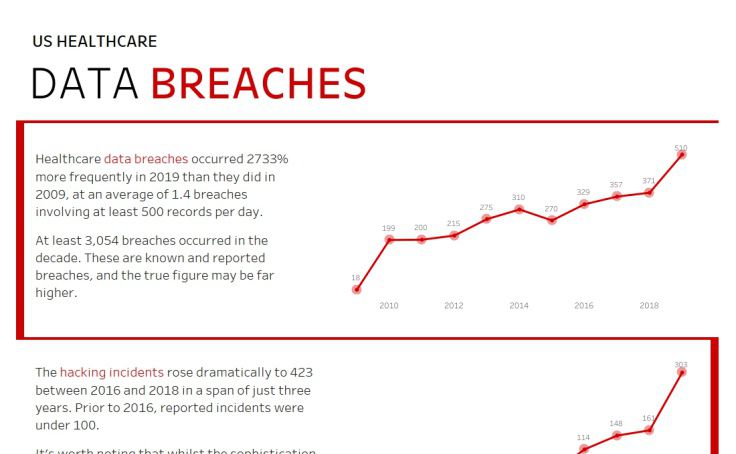 US HEALTHCARE
DATA BREACHES
Healthcare data breaches occurred 2733%
more frequently in 2019 than they did in
2009, at an average of 1.4 breaches
involving at least 500 records per day.
At least 3,054 breaches occurred in the
decade. These are known and reported
breaches, and the true figure may be far
higher.
18
199
200
215
275
310
270
329
357
371
510
2010
2012
2014
2016
2018
The hacking incidents rose dramatically to 423
between 2016 and 2018 in a span of just three
years. Prior to 2016, reported incidents were
under 100.
It's worth noting that whilst the sophistication
114
148
161
303